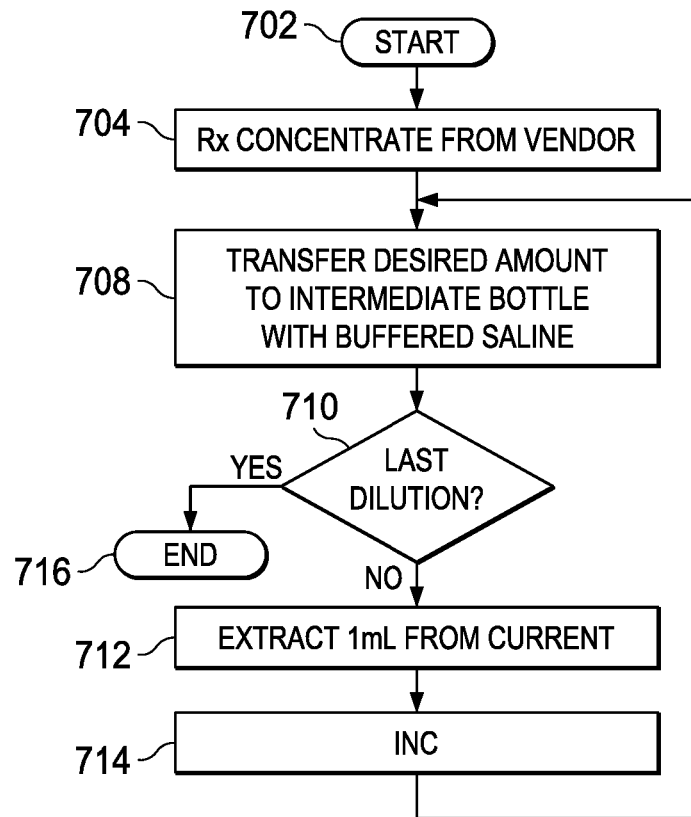 702
START
704
Rx CONCENTRATE FROM VENDOR
708
TRANSFER DESIRED AMOUNT
TO INTERMEDIATE BOTTLE
WITH BUFFERED SALINE
710
LAST
DILUTION?
YES
END
716
NO
712
EXTRACT 1mL FROM CURRENT
714
INC